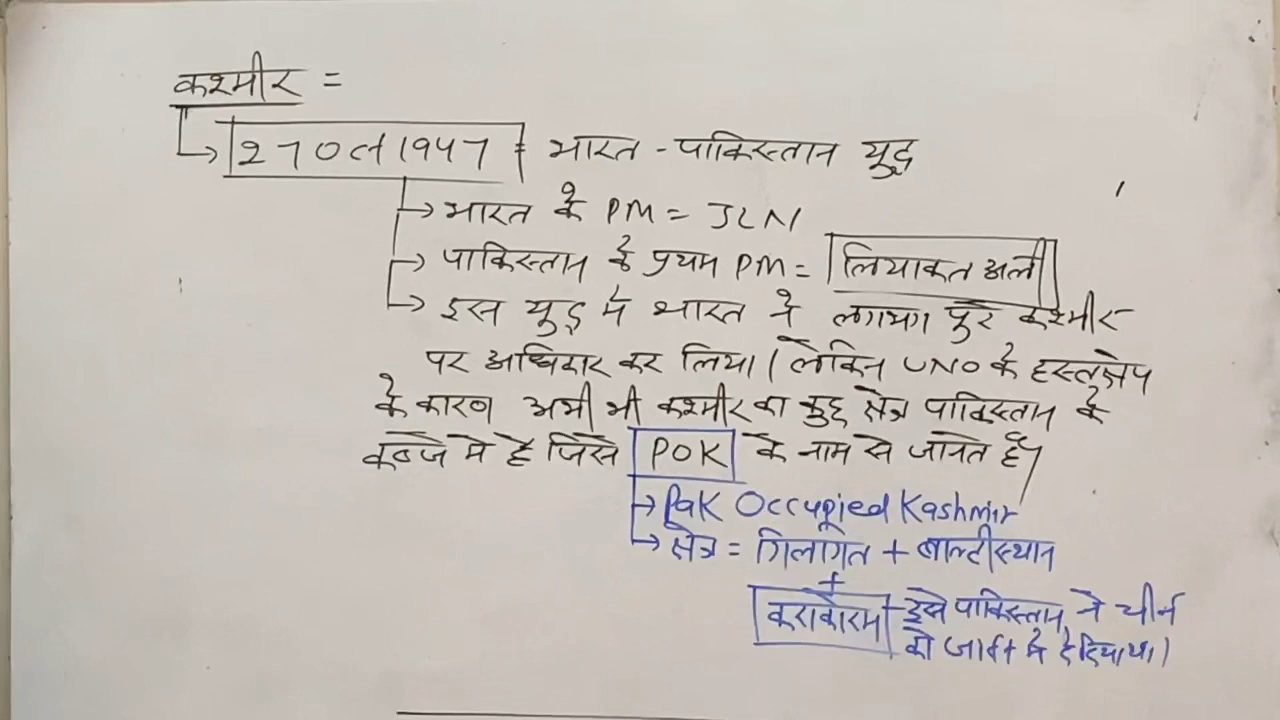 कश्मीर =
27 Oct 1947 = भारत - पाकिस्तान युद्ध
भारत के PM = JLN
पाकिस्तान के प्रथम PM = लियाकत अली
इस युद्ध मे भारत ने लगभग पुरे कश्मीर
पर अधिकार कर लिया। लेकिन UNO के हस्तक्षेप
के कारण अभी भी कश्मीर का कुछ क्षेत्र पाकिस्तान के
कब्जे मे है जिसे POK के नाम से जानते है।
Pak Occupied Kashmir
क्षेत्र = गिलगित + बाल्टीस्थान
+
कराकोरम इसे पाकिस्तान ने चीन
को में दे दिया था।